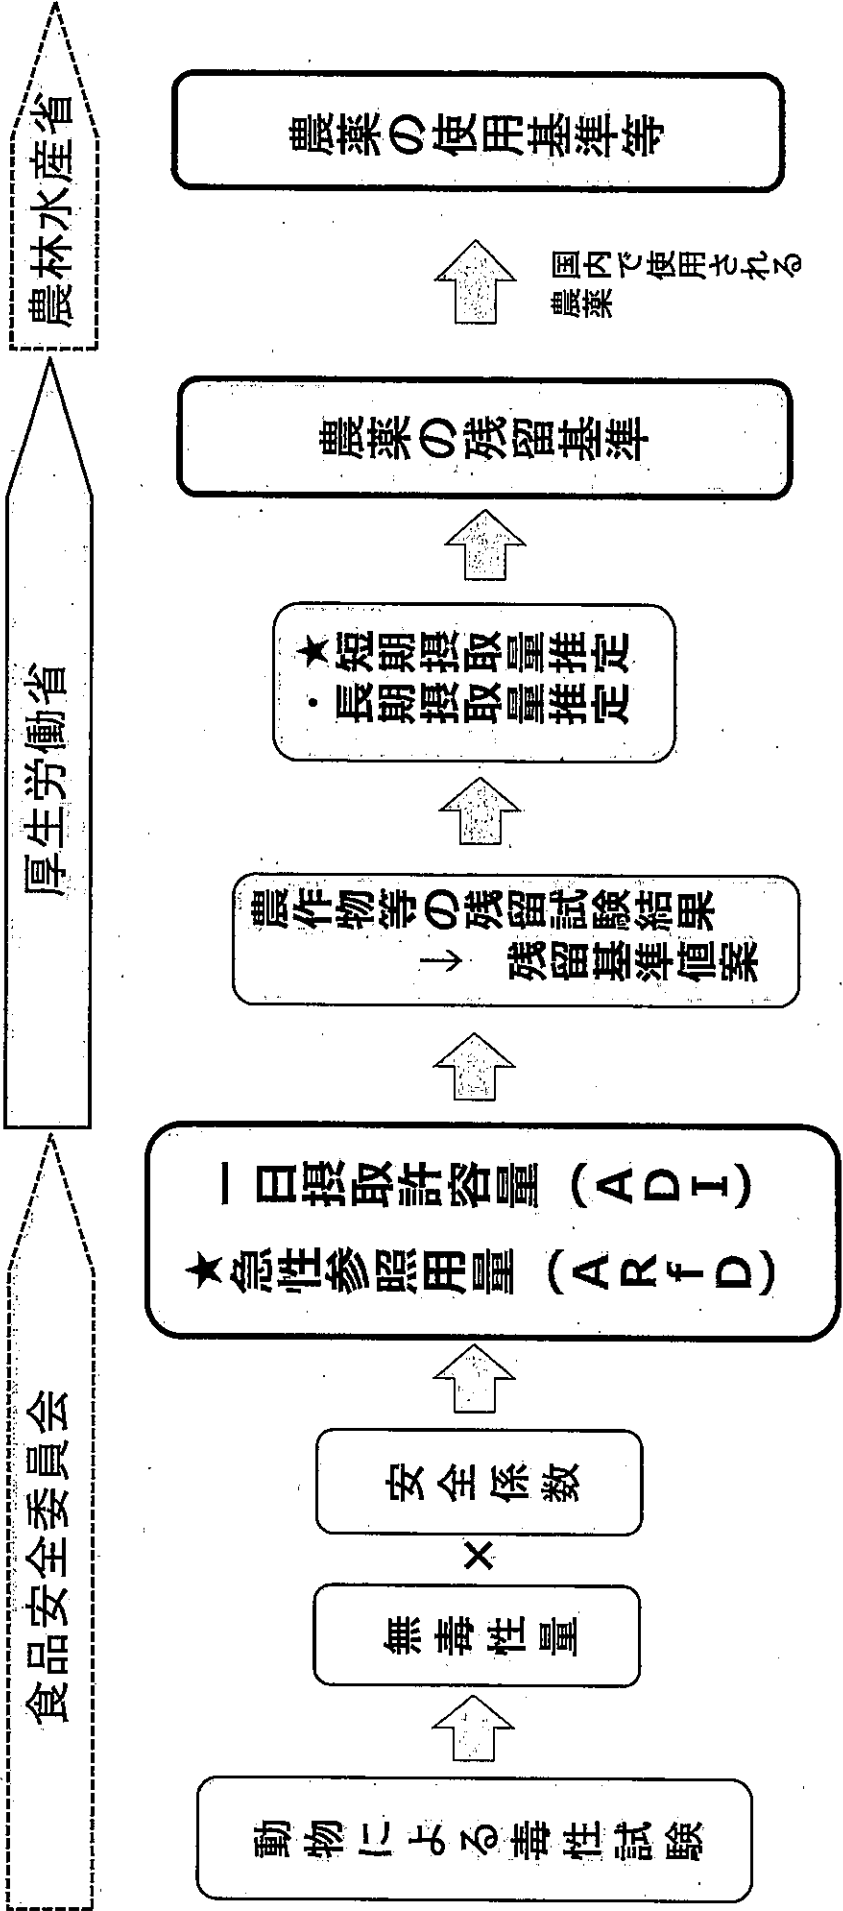 食品安全委員会
厚生労働省
農林水産省
動物による毒性試験
無毒性量
×
安全係数
一日摂取許容量(ADI)
★急性参照用量(ARfD)
農作物等の残留試験結果
↓ 残留基準値案
★短期摂取量推定
・長期摂取量推定
農薬の残留基準
国内で使用される
農薬
農薬の使用基準等